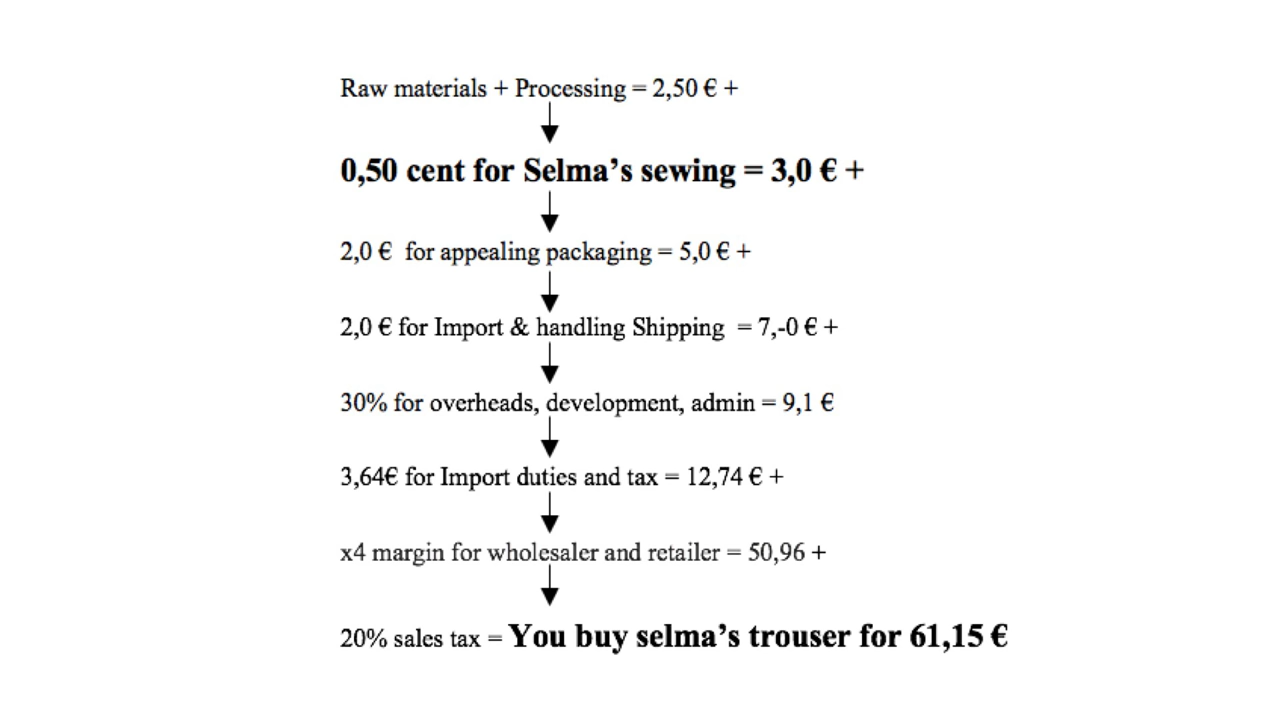 Raw materials + Processing = 2,50 € +
0,50 cent for Selma’s sewing = 3,0 € +
2,0 € for appealing packaging = 5,0 € +
2,0 € for Import & handling Shipping = 7,-0 € +
30% for overheads, development, admin = 9,1 €
3,64€ for Import duties and tax = 12,74 € +
x4 margin for wholesaler and retailer = 50,96 +
20% sales tax = You buy selma’s trouser for 61,15 €